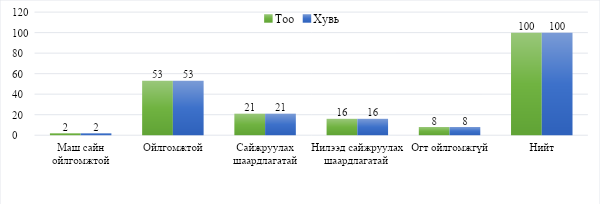 120
100
80
60
40
20
0
Тоо Хувь
2 2
53 53
21 21
16 16
8 8
100 100
Маш сайн
ойлгомжтой
Ойлгомжтой
Сайжруулах
шаардлагатай
Нилээд сайжруулах
шаардлагатай
Огт ойлгомжгүй
Нийт